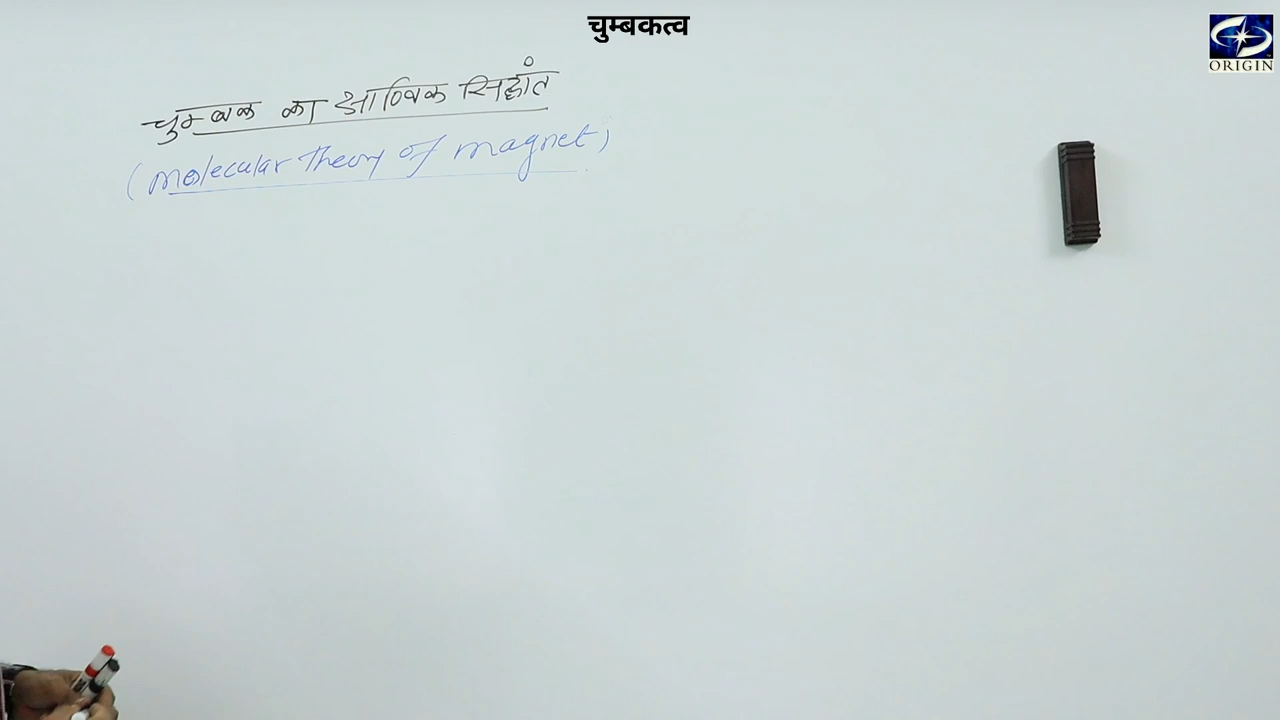 चुम्बकत्व
ORIGIN
चुम्बक का आण्विक सिद्धांत
(molecular Theory of magnet)